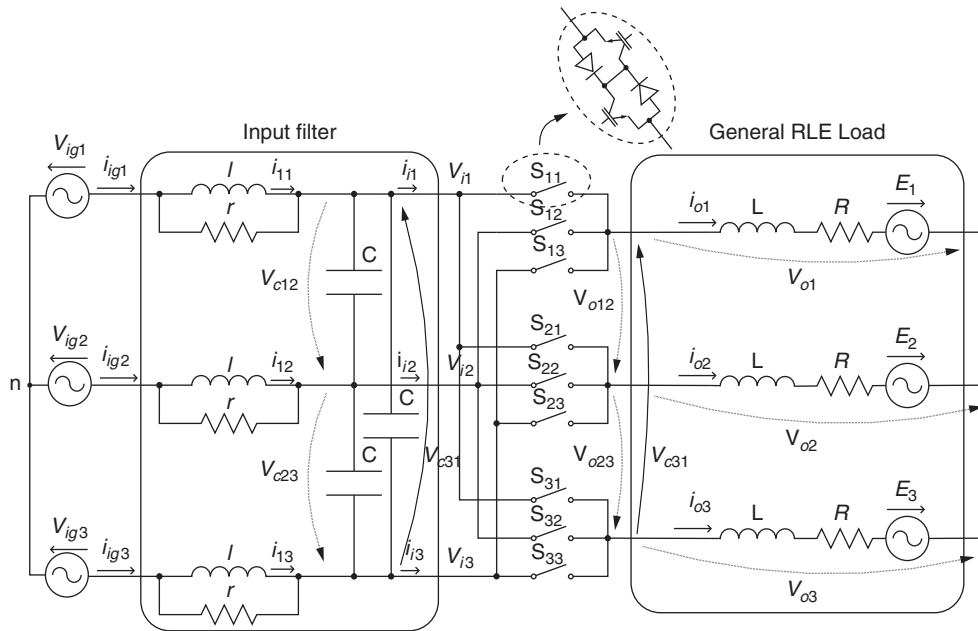 Input filter
General RLE Load
V_ig1
i_ig1
l
i_11
r
i_i1
V_i1
S_11
S_12
S_13
i_o1
L
R
E_1
V_o1
C
V_c12
V_o12
V_ig2
i_ig2
l
i_12
r
i_i2
V_i2
S_21
S_22
S_23
i_o2
L
R
E_2
V_o2
n
C
C
V_c23
V_c31
V_o23
V_c31
V_ig3
i_ig3
l
i_13
r
i_i3
V_i3
S_31
S_32
S_33
i_o3
L
R
E_3
V_o3